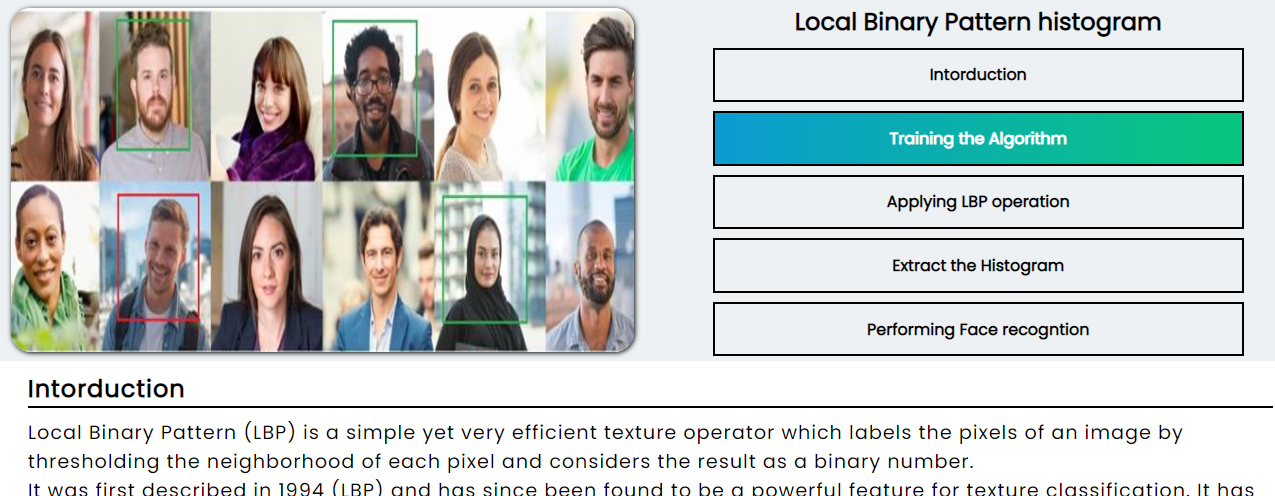 Local Binary Pattern histogram
Intorduction
Training the Algorithm
Applying LBP operation
Extract the Histogram
Performing Face recogntion
Intorduction
Local Binary Pattern (LBP) is a simple yet very efficient texture operator which labels the pixels of an image by
thresholding the neighborhood of each pixel and considers the result as a binary number.
It was first described in 1994 (LBP) and has since been found to be a powerful feature for texture classification. It has